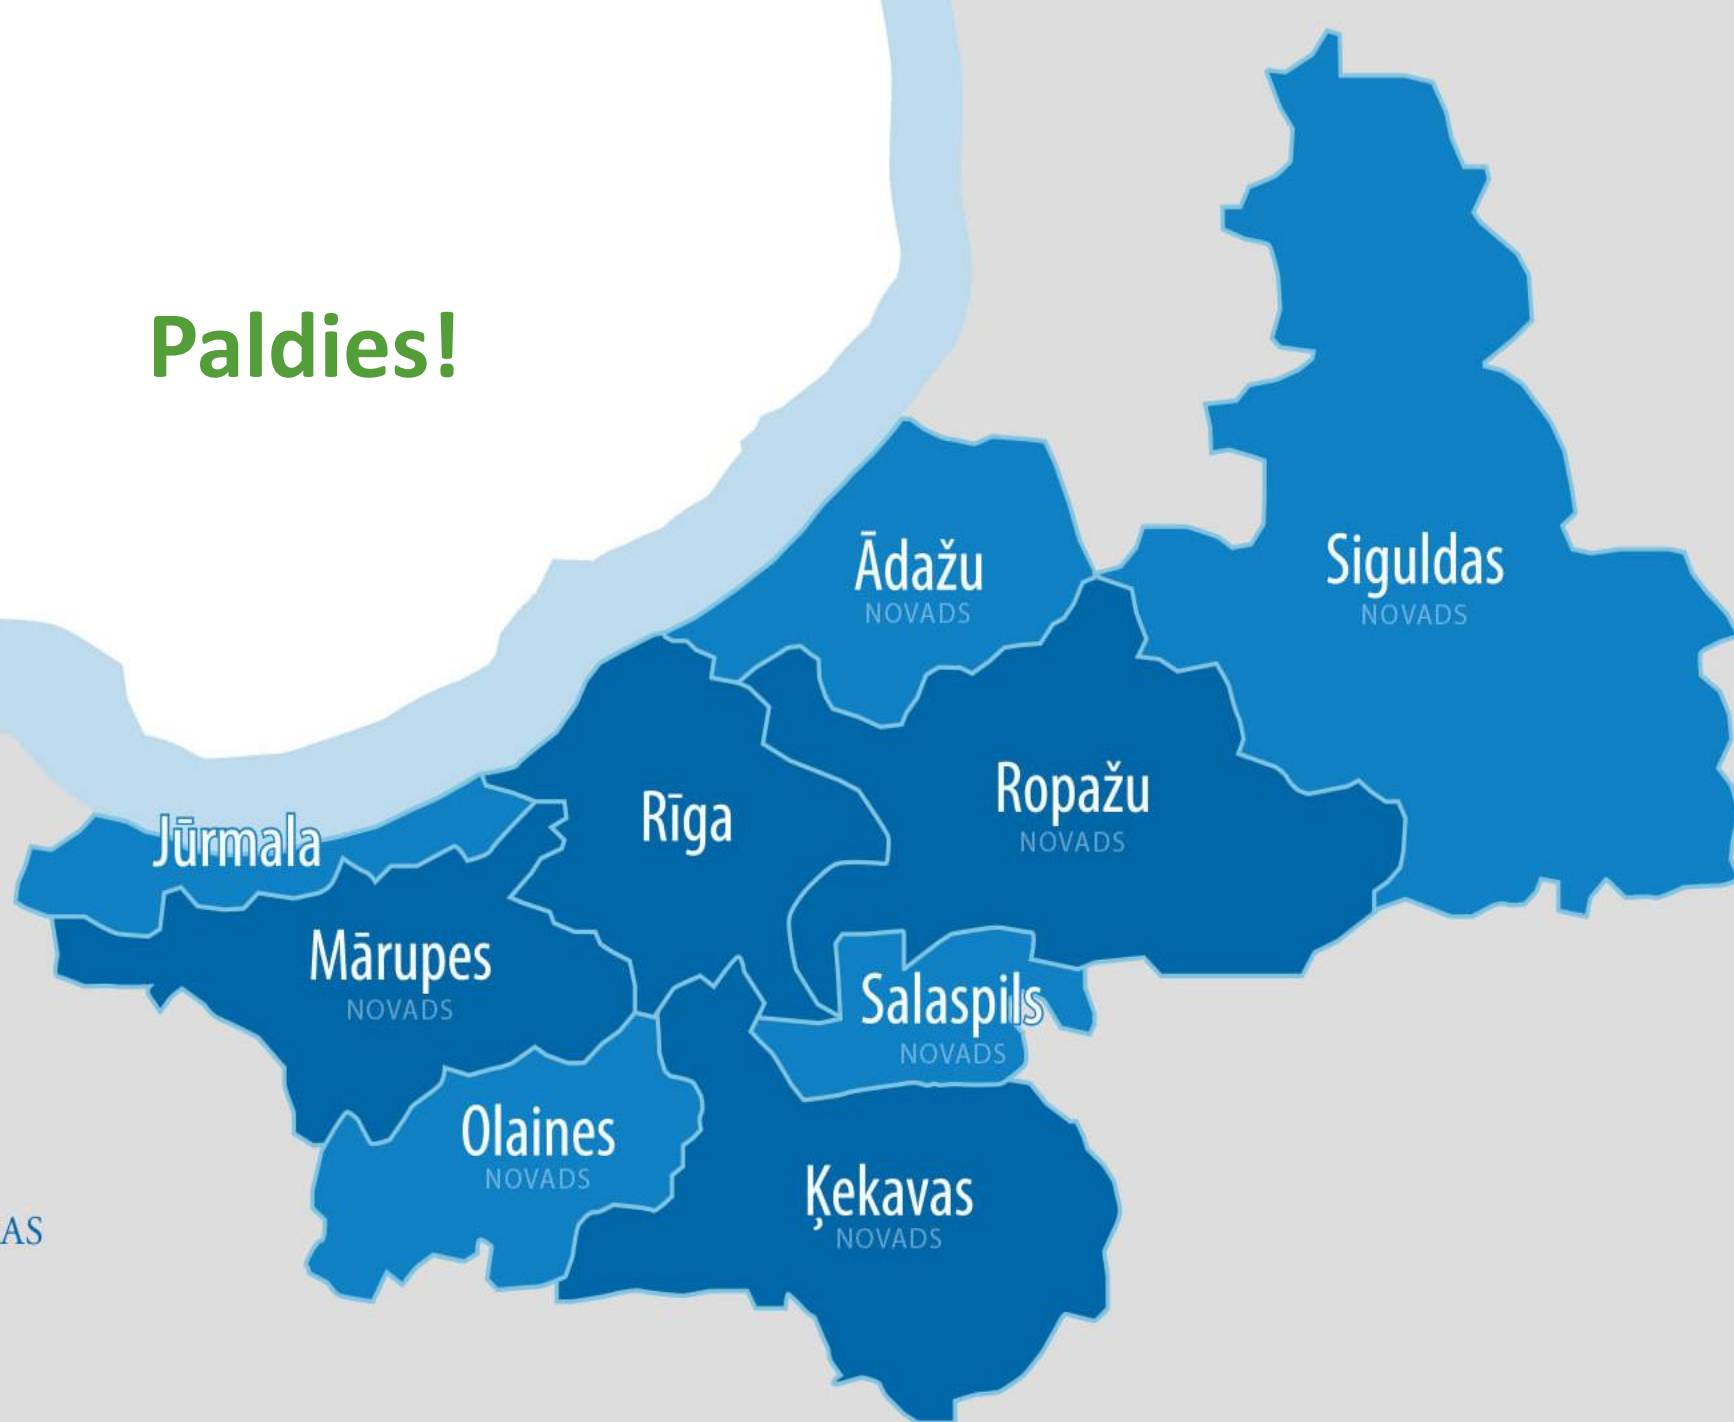 Paldies!
Ādažu
NOVADS
Siguldas
NOVADS
Rīga
Ropažu
NOVADS
Jūrmala
Mārupes
NOVADS
Salaspils
NOVADS
Olaines
NOVADS
Ķekavas
NOVADS
AS